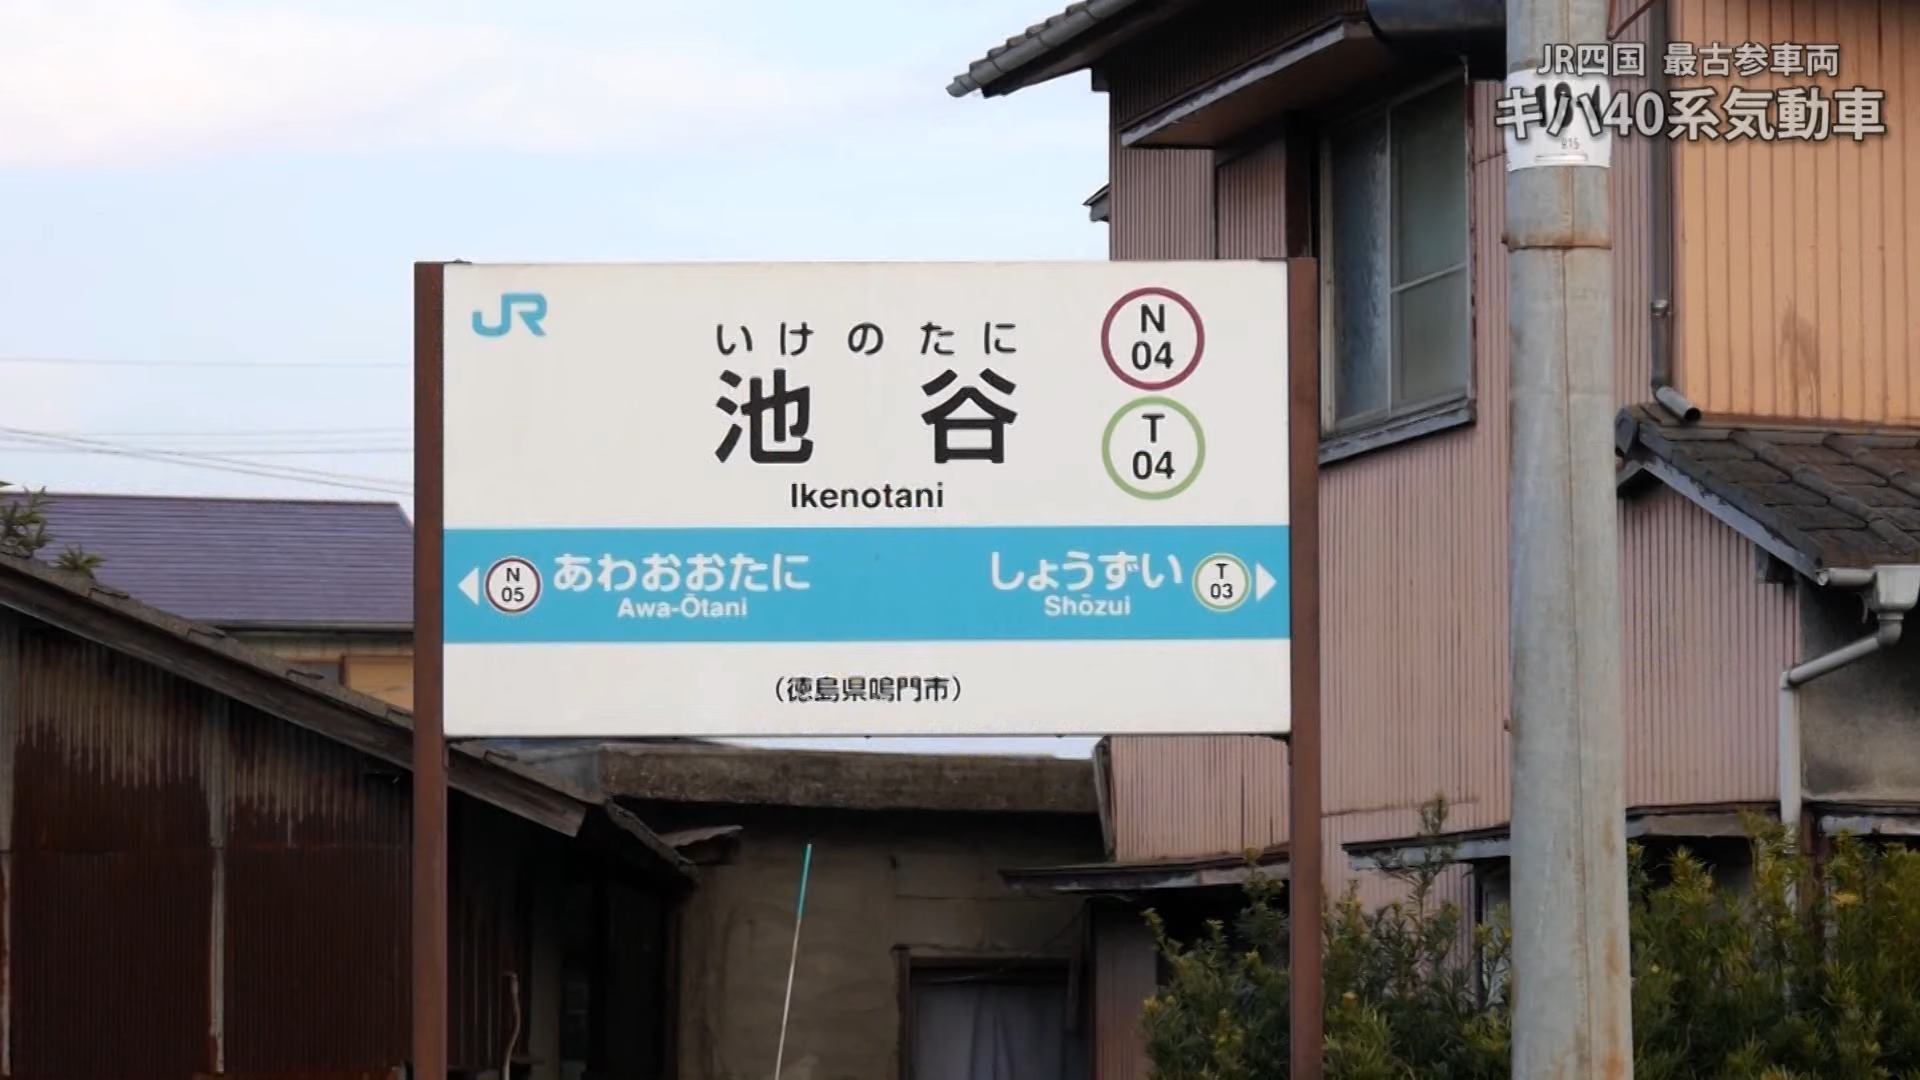 JR四国 最古参車両
キハ40系気動車
JR
いけのたに
池谷
Ikenotani
N
04
T
04
N
05
あわおおたに
Awa-Ōtani
しょうずい
Shōzui
T
03
(徳島県鳴門市)